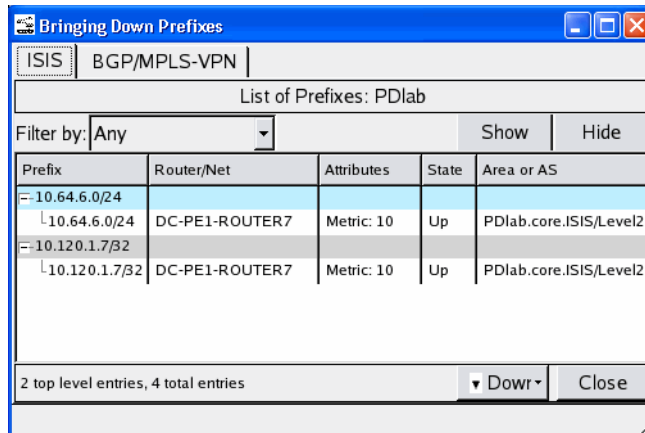 Bringing Down Prefixes
ISIS BGP/MPLS-VPN
List of Prefixes: PDlab
Filter by: Any Show Hide
Prefix Router/Net Attributes State Area or AS
10.64.6.0/24
10.64.6.0/24 DC-PE1-ROUTER7 Metric: 10 Up PDlab.core.ISIS/Level2
10.120.1.7/32
10.120.1.7/32 DC-PE1-ROUTER7 Metric: 10 Up PDlab.core.ISIS/Level2
2 top level entries, 4 total entries Dowr Close